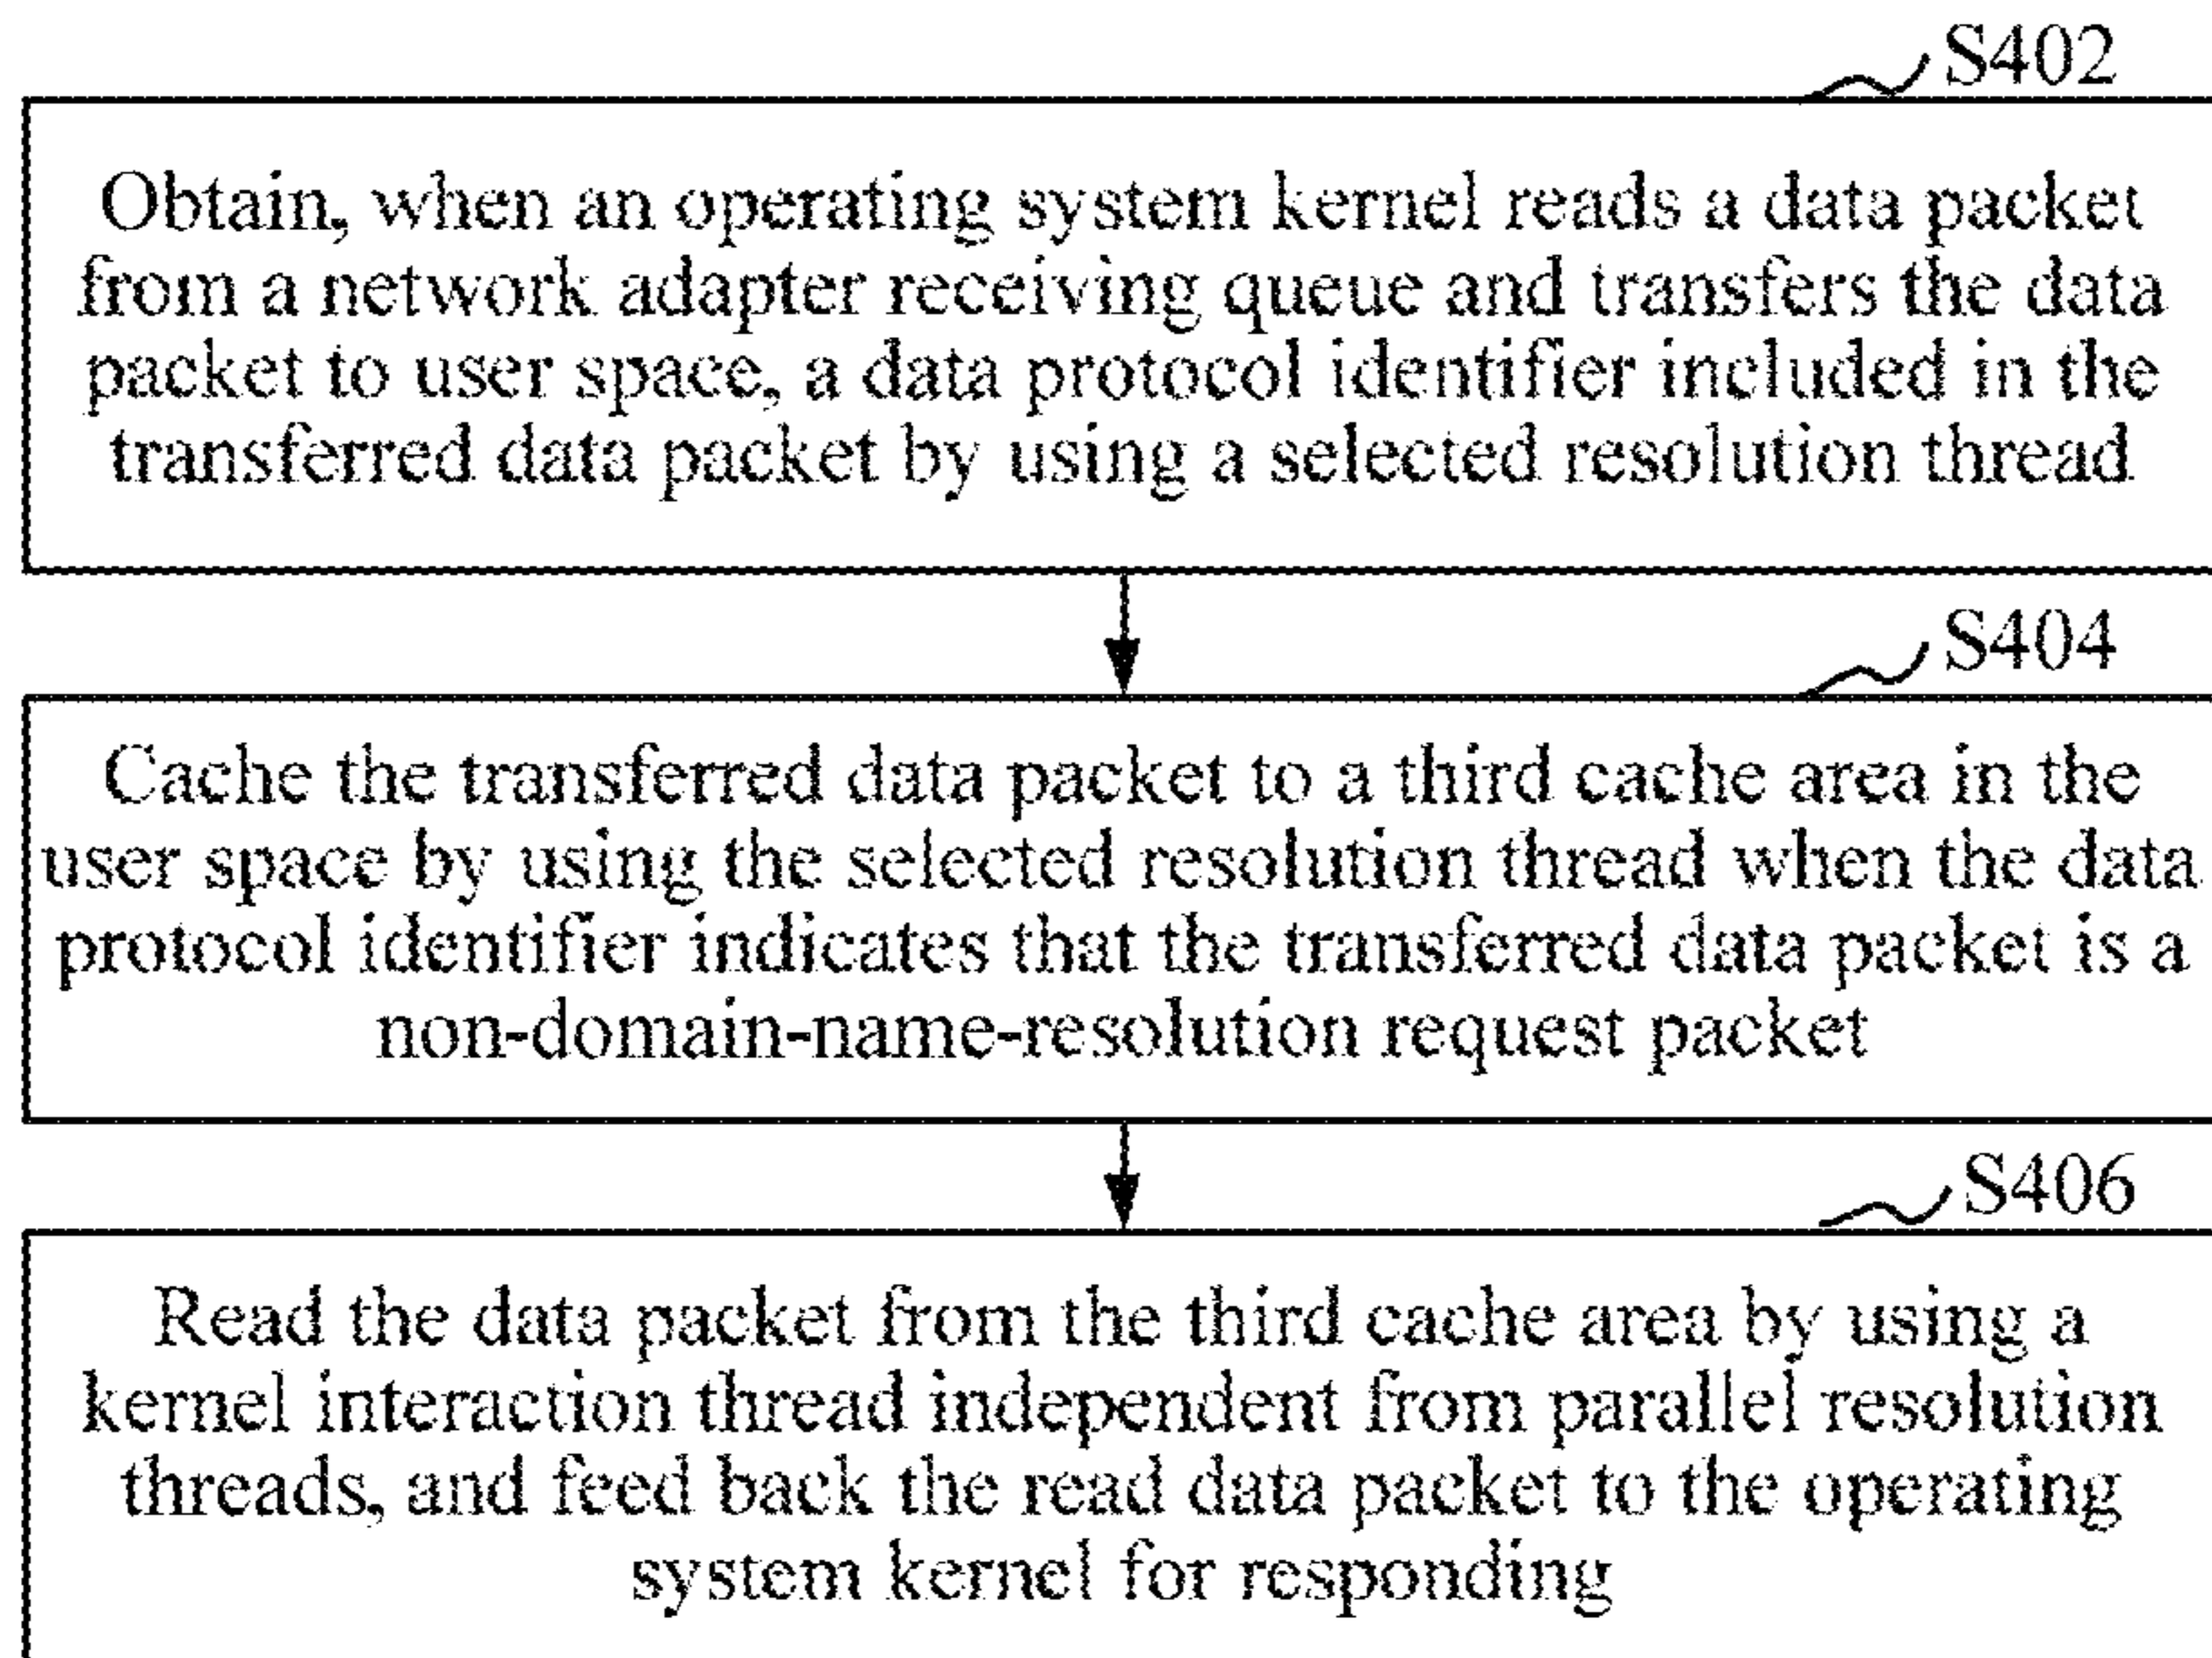 S402
Obtain, when an operating system kernel reads a data packet
from a network adapter receiving queue and transfers the data
packet to user space, a data protocol identifier included in the
transferred data packet by using a selected resolution thread
S404
Cache the transferred data packet to a third cache area in the
user space by using the selected resolution thread when the data
protocol identifier indicates that the transferred data packet is a
non-domain-name-resolution request packet
S406
Read the data packet from the third cache area by using a
kernel interaction thread independent from parallel resolution
threads, and feed back the read data packet to the operating
system kernel for responding